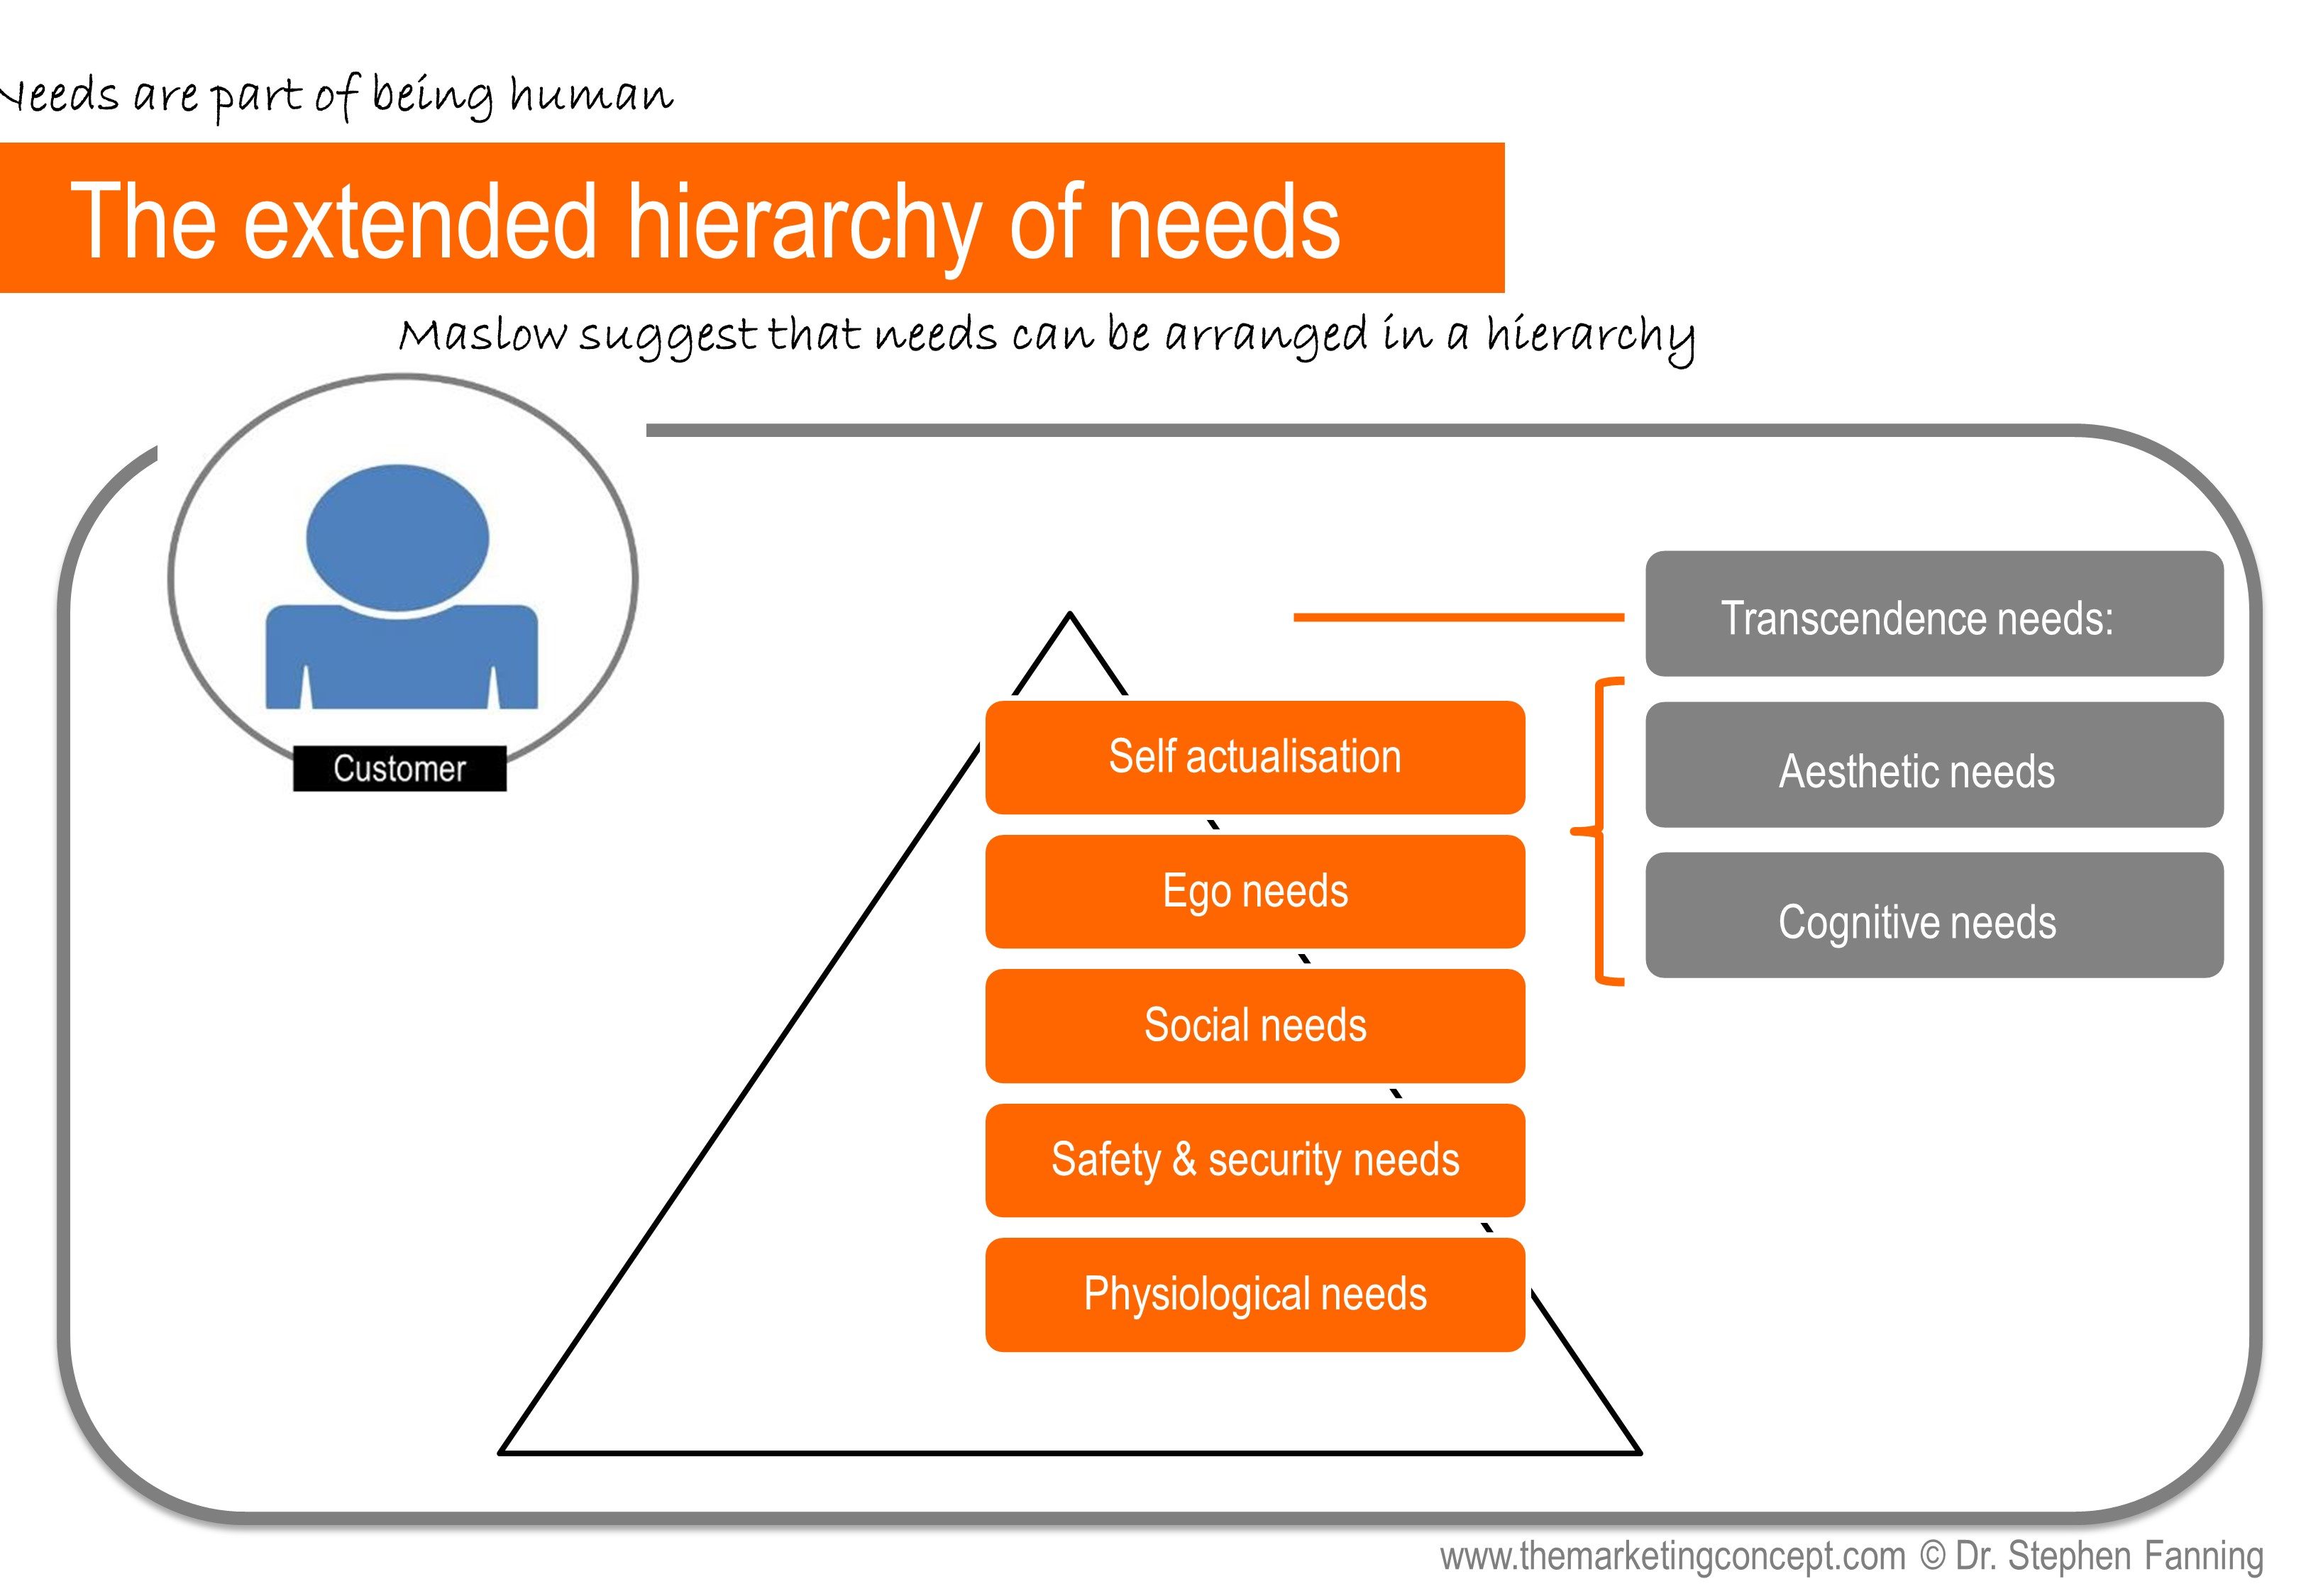 Needs are part of being human
The extended hierarchy of needs
Maslow suggest that needs can be arranged in a hierarchy
Customer
Transcendence needs:
Self actualisation
Aesthetic needs
Ego needs
Cognitive needs
Social needs
Safety & security needs
Physiological needs
www.themarketingconcept.com © Dr. Stephen Fanning